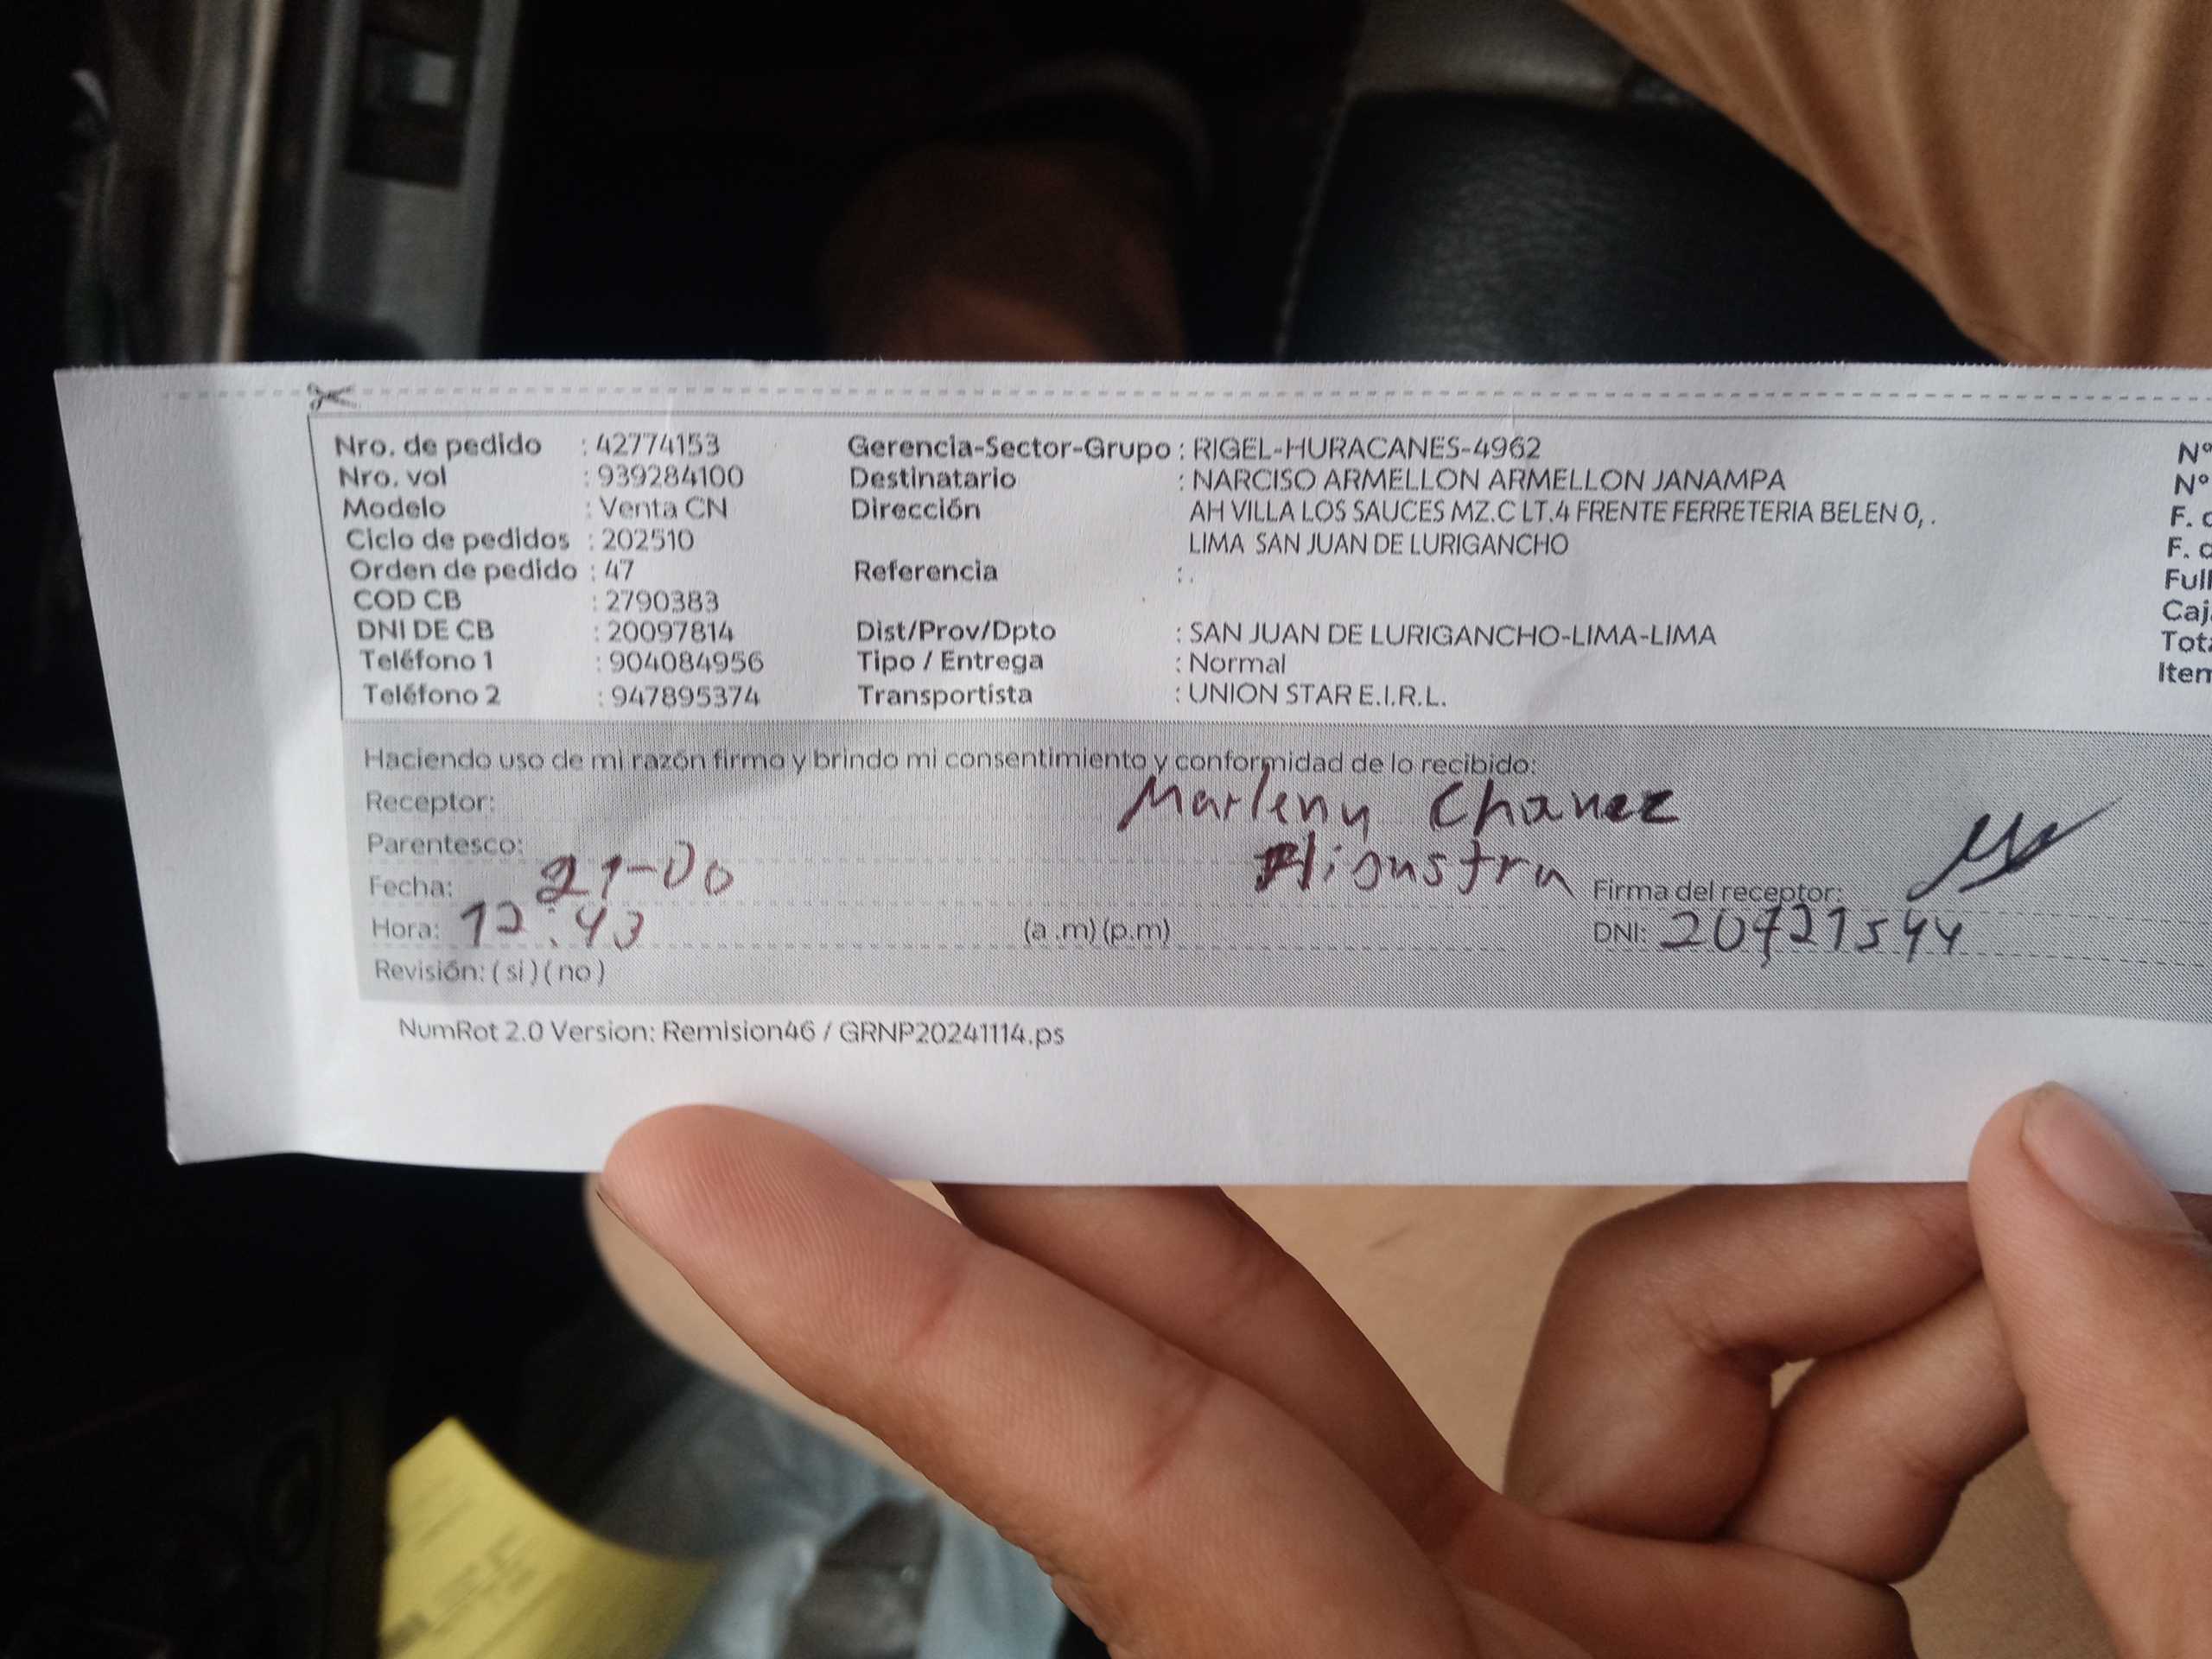 Nro. de pedido : 42774153
Nro. vol : 939284100
Modelo : Venta CN
Ciclo de pedidos : 202510
Orden de pedido : 47
COD CB : 2790383
DNI DE CB : 20097814
Teléfono 1 : 904084956
Teléfono 2 : 947895374
Gerencia-Sector-Grupo : RIGEL-HURACANES-4962
Destinatario : NARCISO ARMELLON ARMELLON JANAMPA
Dirección AH VILLA LOS SAUCES MZ.C LT.4 FRENTE FERRETERIA BELEN 0, .
LIMA SAN JUAN DE LURIGANCHO
Referencia : .
Dist/Prov/Dpto : SAN JUAN DE LURIGANCHO-LIMA-LIMA
Tipo / Entrega : Normal
Transportista : UNION STAR E.I.R.L.
N°
N°
F.
F.
Full
Caj
Tot
Item
Haciendo uso de mi razón firmo y brindo mi consentimiento y conformidad de lo recibido:
Receptor: Marleny Chavez
Parentesco:
Fecha:
Firma del receptor:
Hora: 12:43 (a .m) (p.m)
DNI: 20421544
Revisión: ( si ) ( no )
NumRot 2.0 Version: Remision46 / GRNP20241114.ps